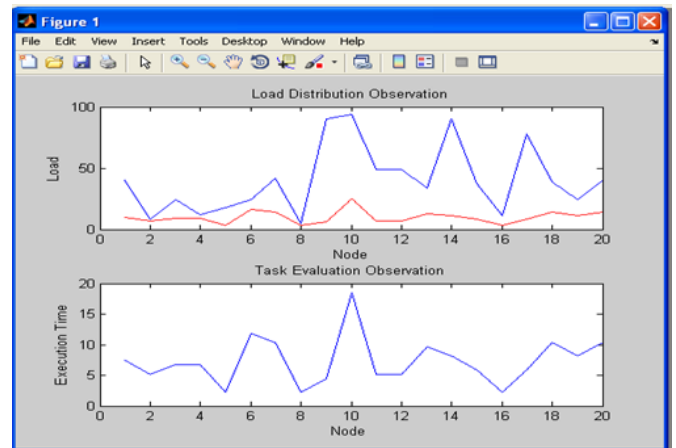 Figure 1
File Edit View Insert Tools Desktop Window Help
Load Distribution Observation
100
50
0
Load
0 2 4 6 8 10 12 14 16 18 20
Node
Task Evaluation Observation
20
15
10
5
0
Execution Time
0 2 4 6 8 10 12 14 16 18 20
Node